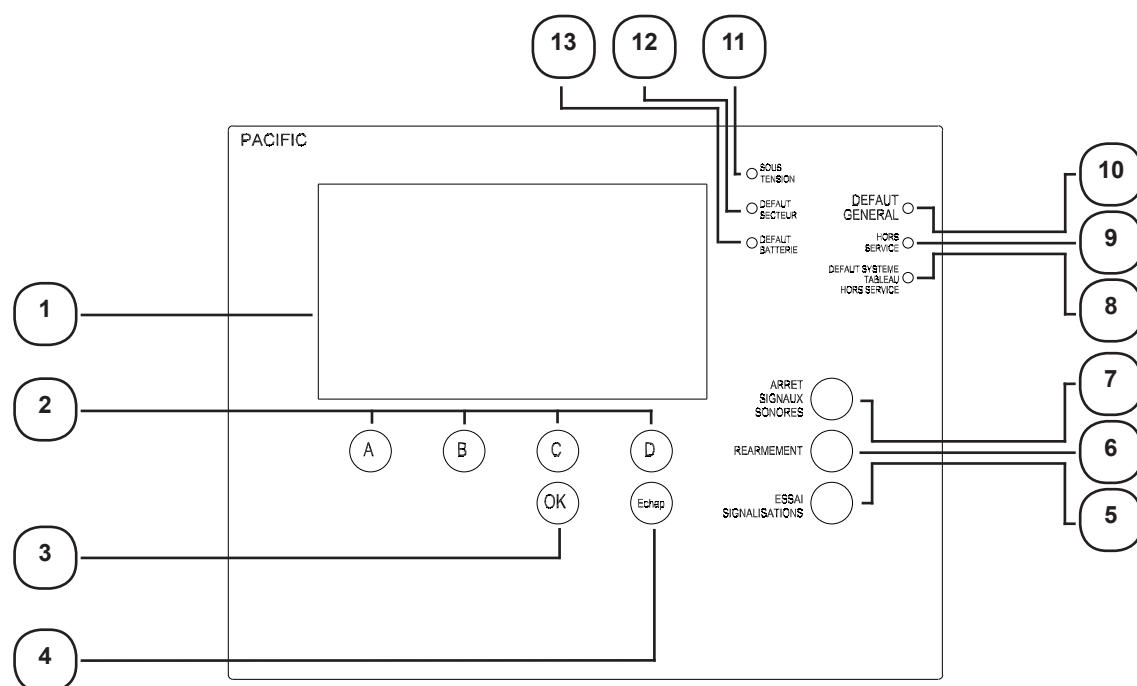 13
12
11
PACIFIC
SOUS
TENSION
DEFAUT
SECTEUR
DEFAUT
BATTERIE
DEFAUT
GENERAL
HORS
SERVICE
DEFAUT SYSTEME
TABLEAU
HORS SERVICE
10
9
8
1
2
A
B
C
D
OK
Echap
ARRET
SIGNAUX
SONORES
REARMEMENT
ESSAI
SIGNALISATIONS
7
6
5
3
4